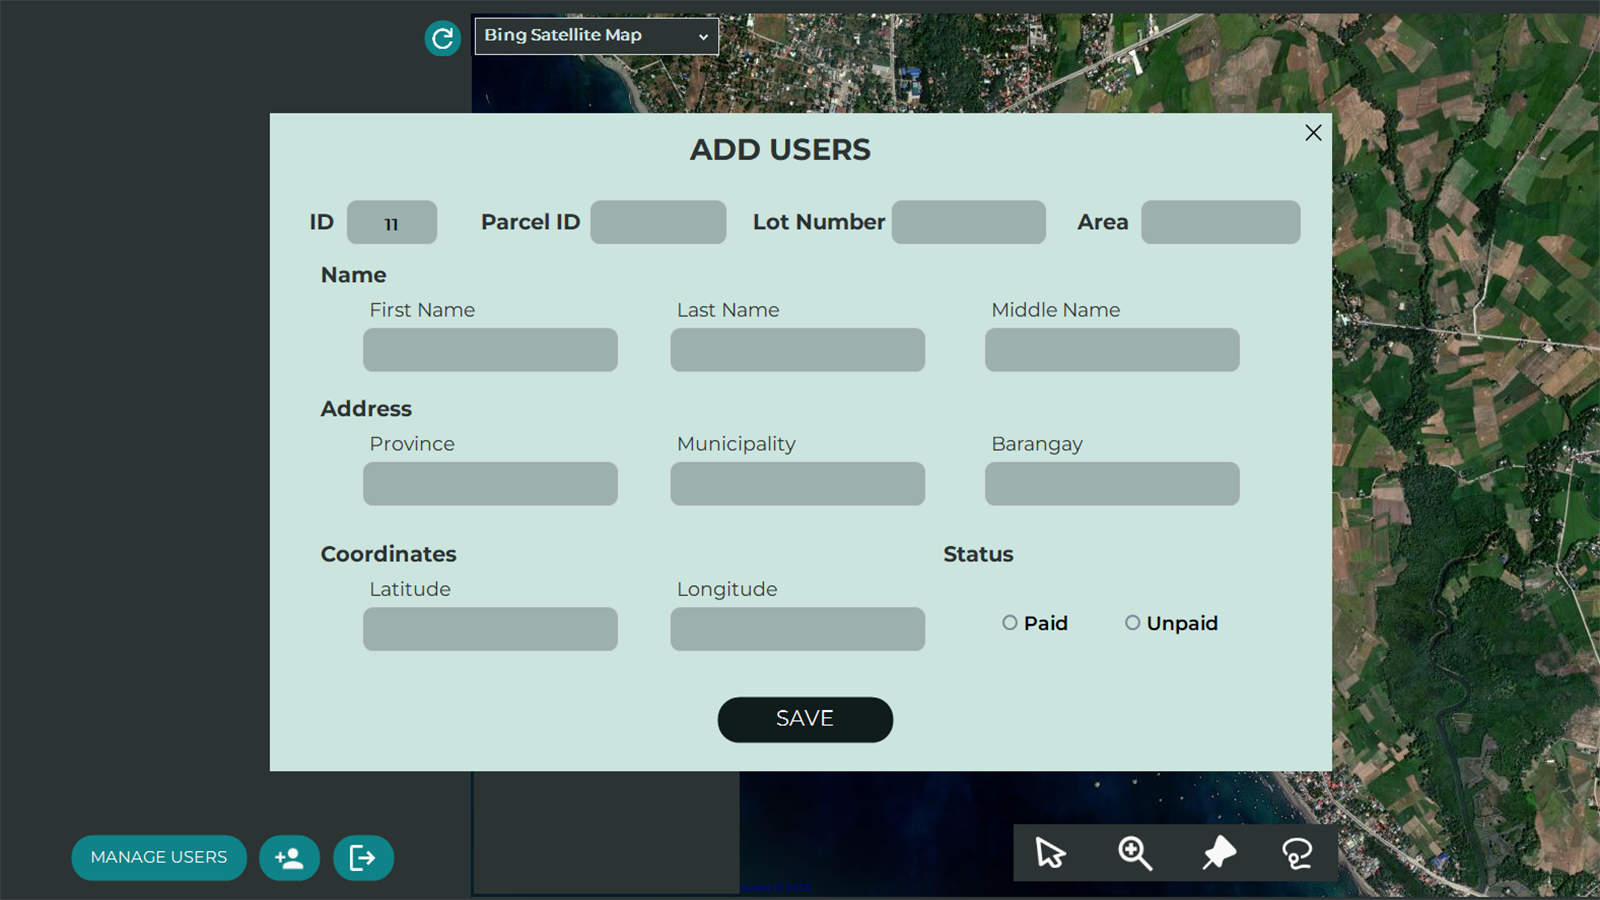 Bing Satellite Map
ADD USERS
ID 11 Parcel ID Lot Number Area
Name
First Name Last Name Middle Name
Address
Province Municipality Barangay
Coordinates Status
Latitude Longitude
Paid Unpaid
SAVE
MANAGE USERS